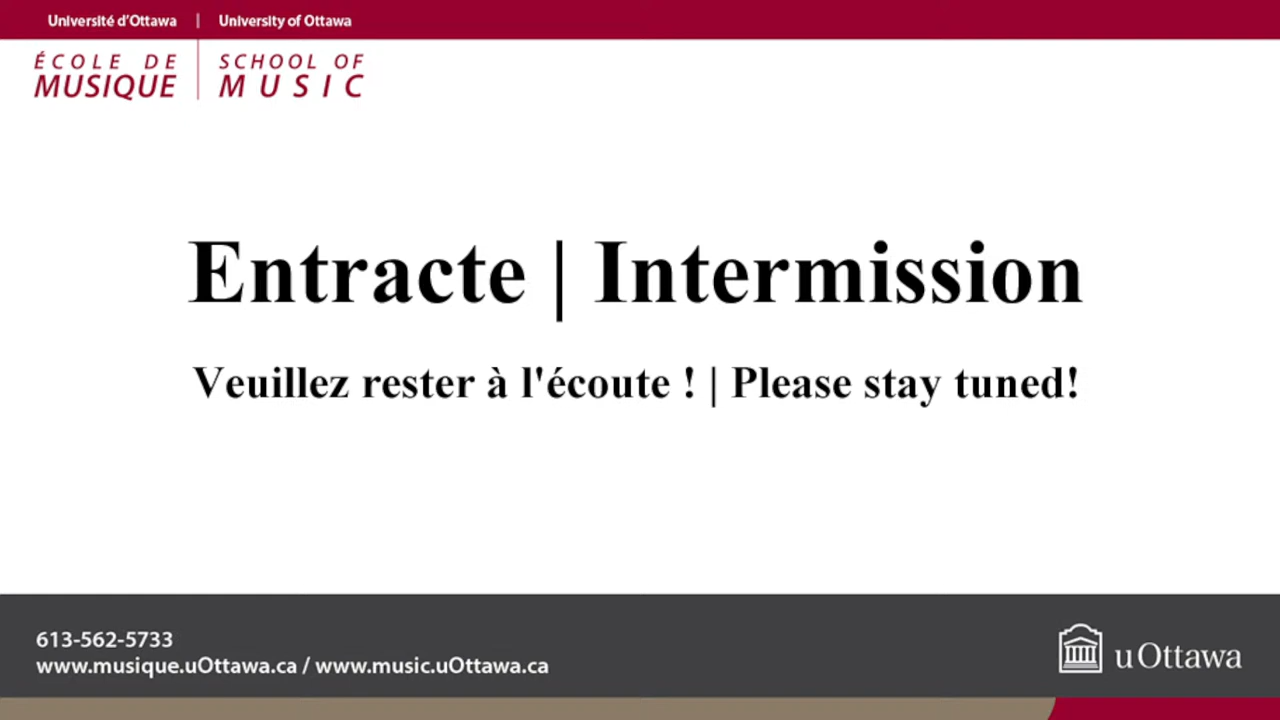 Université d'Ottawa | University of Ottawa
ÉCOLE DE MUSIQUE | SCHOOL OF MUSIC
Entracte | Intermission
Veuillez rester à l'écoute ! | Please stay tuned!
613-562-5733
www.musique.uOttawa.ca / www.music.uOttawa.ca
uOttawa